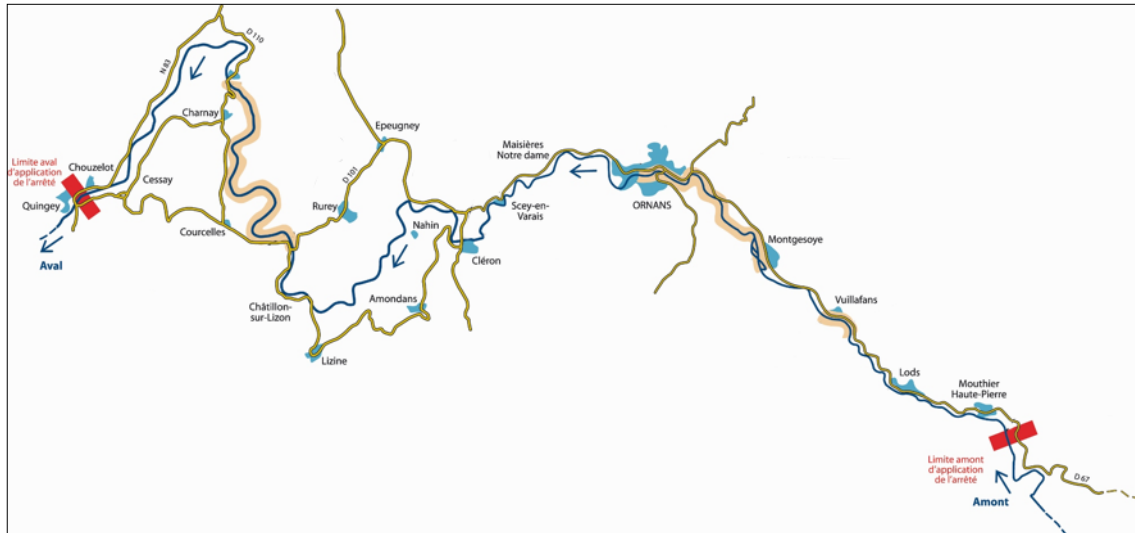 D 110
N 83
Charnay
Epeugney
Limite aval
d'application
de l'arrêté
Chouzelot
Cessay
Quingey
Aval
Courcelles
D 101
Rurey
Nahin
Maisières
Notre dame
Scey-en-
Varais
ORNANS
Cléron
Montgesoye
Châtillon-
sur-Lizon
Amondans
Lizine
Vuillafans
Lods
Mouthier
Haute-Pierre
Limite amont
d'application
de l'arrêté
Amont
D 67